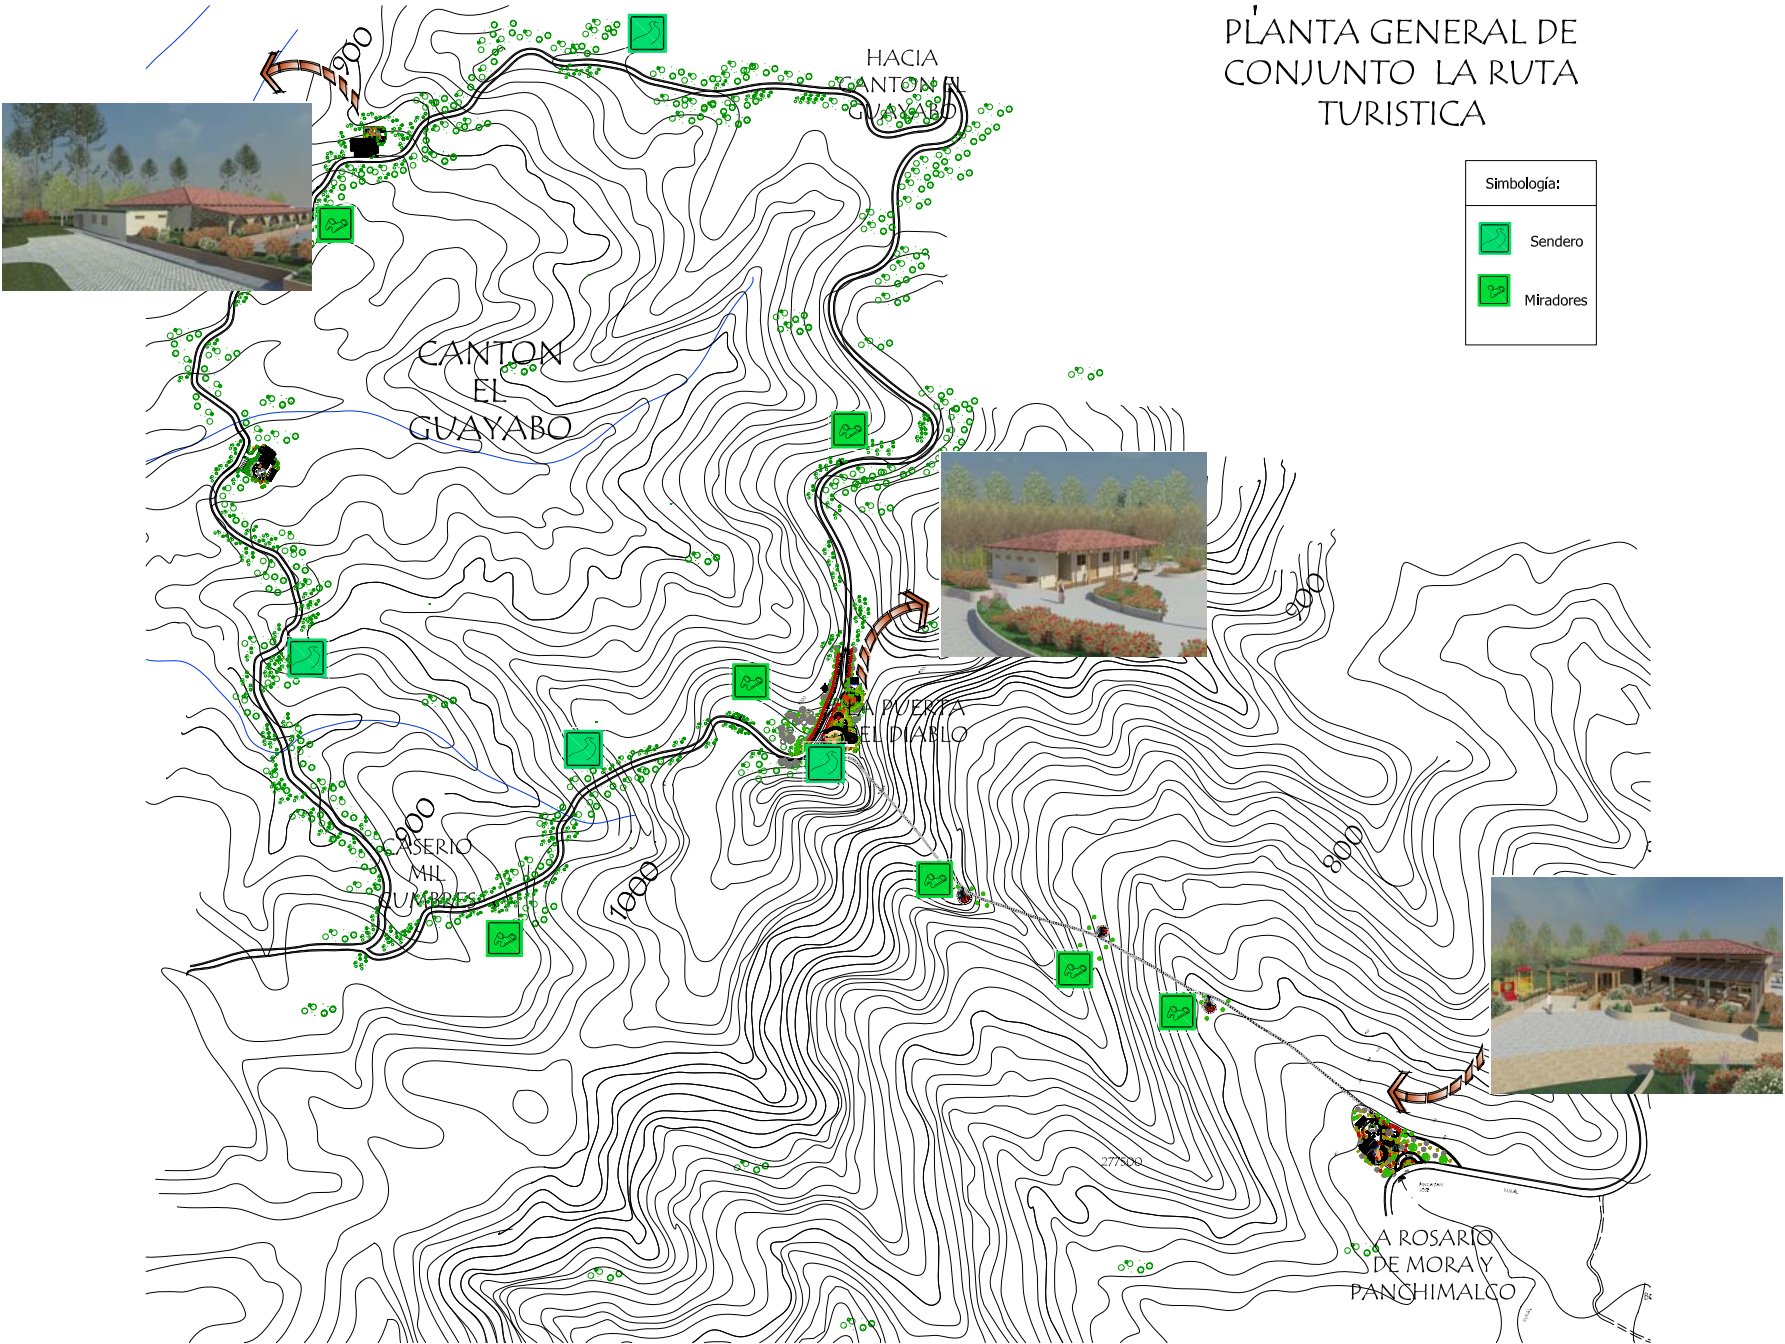 PLANTA GENERAL DE
CONJUNTO LA RUTA
TURISTICA
HACIA
CANTON EL
GUAYABO
900
Simbología:
Sendero
Miradores
CANTON
EL
GUAYABO
900
LA PUERTA
DEL DIABLO
900
CASERIO
MIL
CUMBRES
1000
800
277500
A ROSARIO
DE MORA Y
PANCHIMALCO